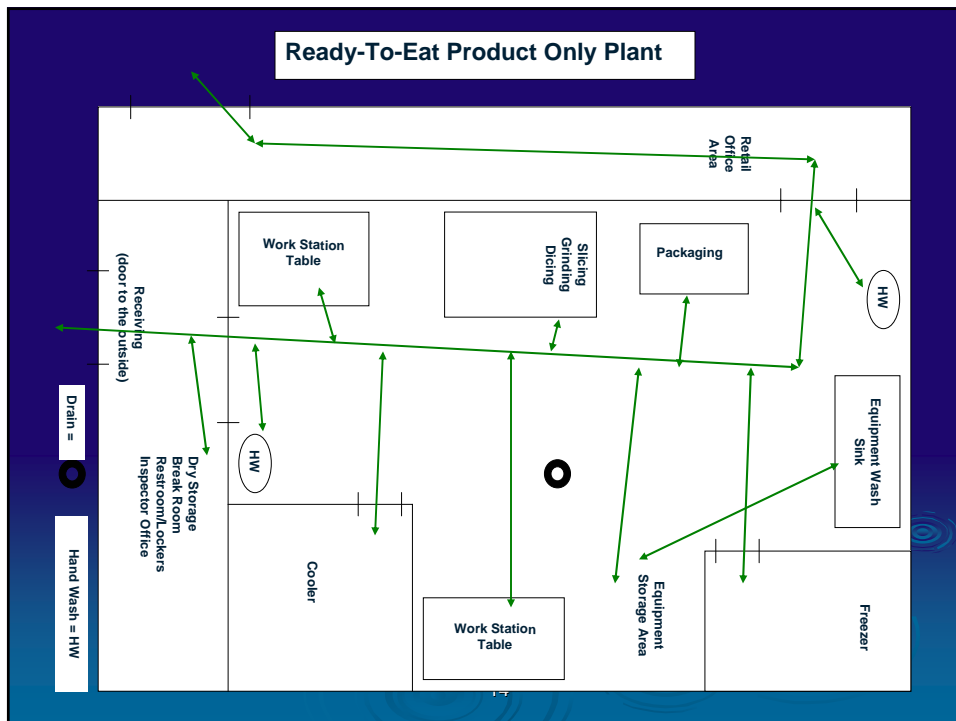 Ready-To-Eat Product Only Plant
Retail
Office
Area
Work Station
Table
Slicing
Grinding
Dicing
Packaging
HW
Receiving
(door to the outside)
Drain =
Hand Wash = HW
Dry Storage
Break Room
Restroom/Lockers
Inspector Office
HW
Equipment Wash
Sink
Cooler
Work Station
Table
Equipment
Storage Area
Freezer
14